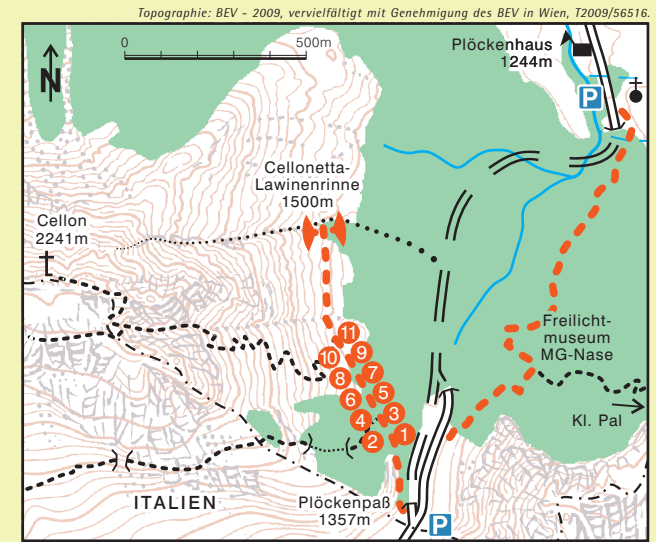 Topographie: BEV - 2009, vervielfältigt mit Genehmigung des BEV in Wien, T2009/56516.
0 500m
N
Plöckenhaus
1244m
P
Cellonetta-
Lawinenrinne
1500m
Cellon
2241m
Freilicht-
museum
MG-Nase
11
10
9
8
7
6
5
4
3
2
1
Kl. Pal
ITALIEN
Plöckenpaß
1357m
P